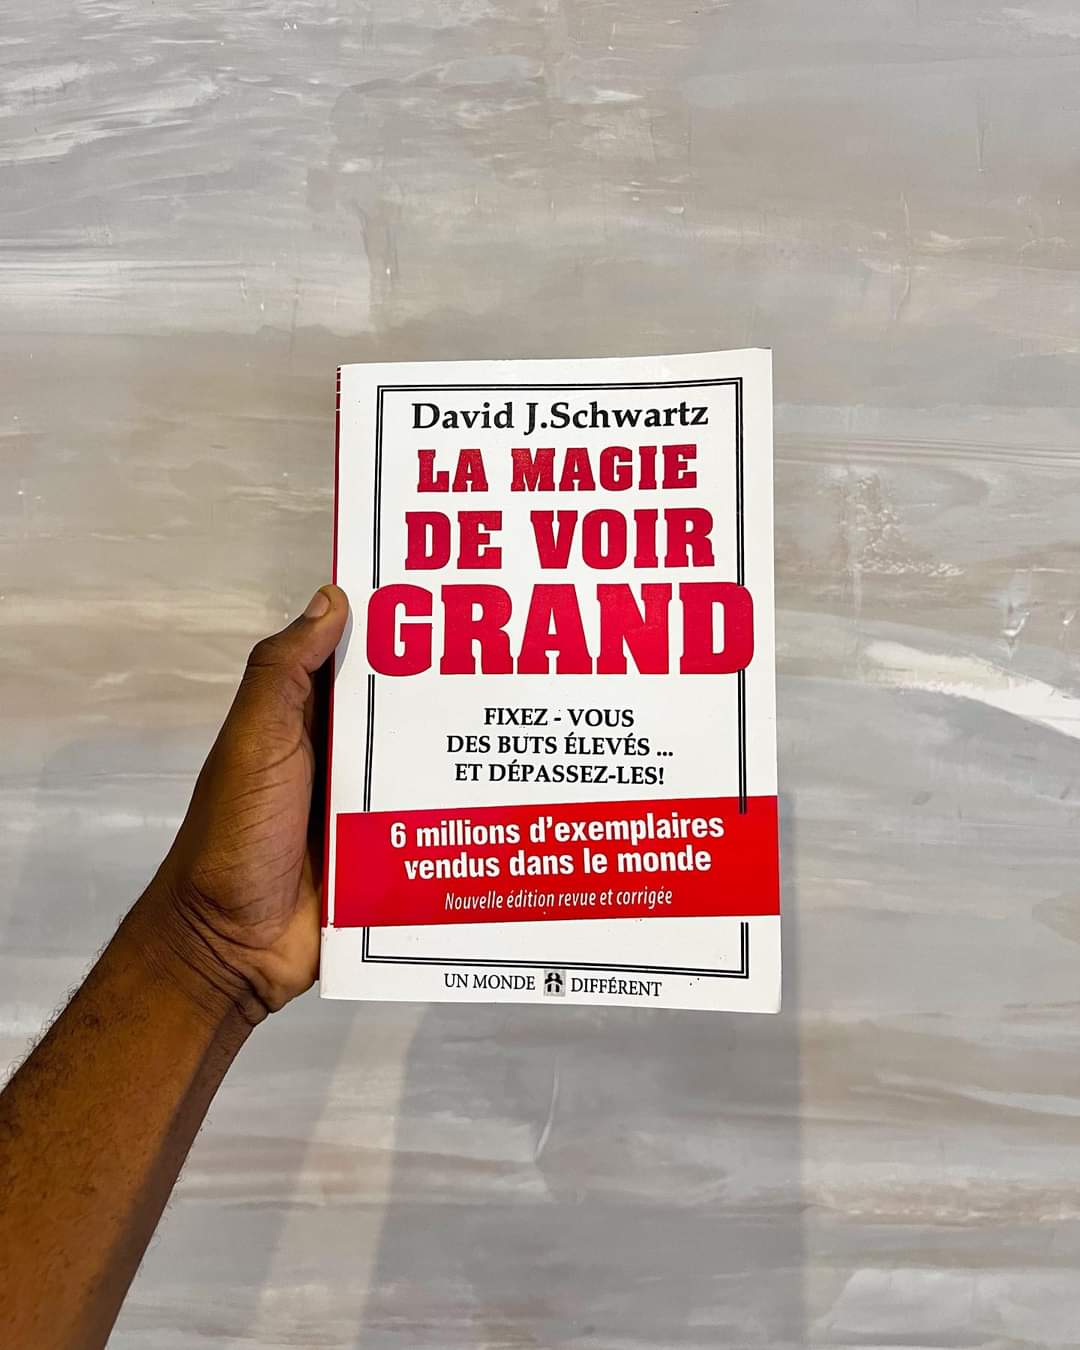 David J.Schwartz
LA MAGIE
DE VOIR
GRAND
FIXEZ - VOUS
DES BUTS ÉLEVÉS ...
ET DÉPASSEZ-LES!
6 millions d'exemplaires
vendus dans le monde
Nouvelle édition revue et corrigée
UN MONDE DIFFÉRENT